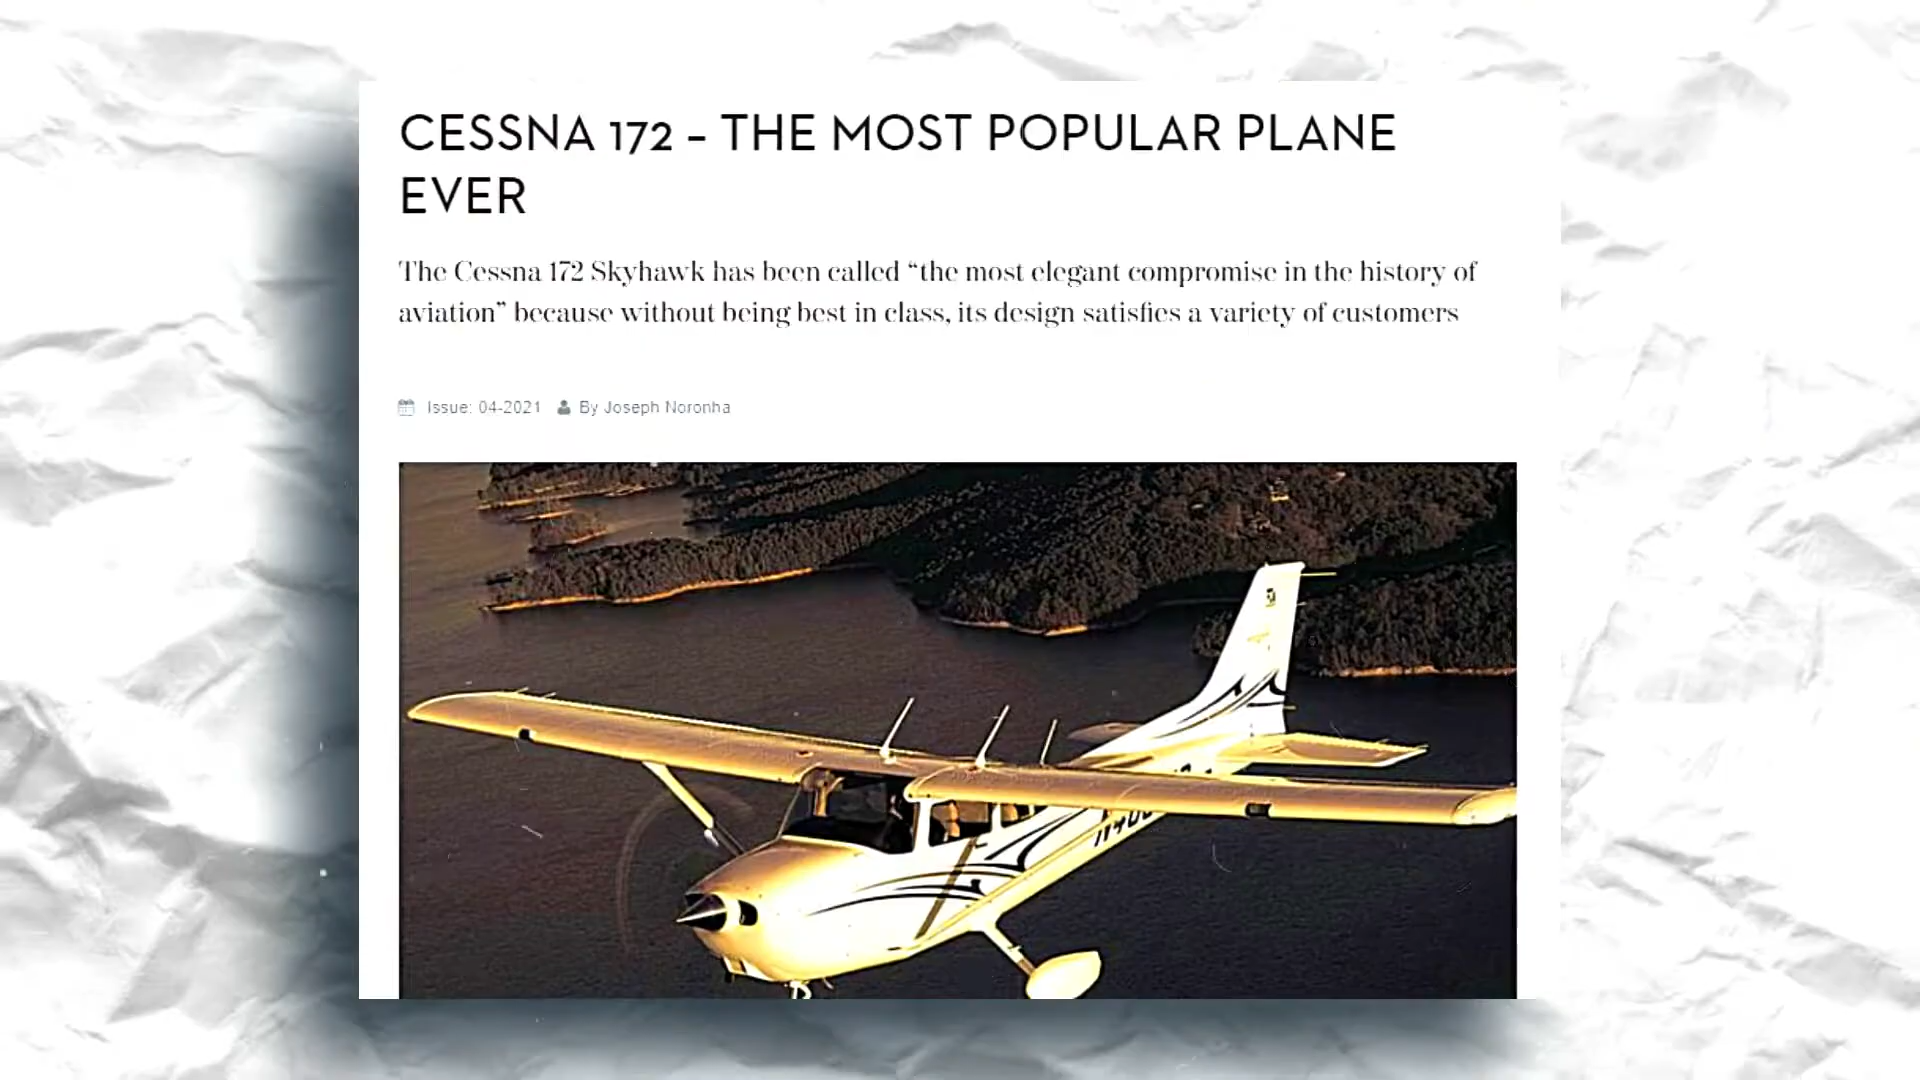 CESSNA 172 – THE MOST POPULAR PLANE
EVER
The Cessna 172 Skyhawk has been called “the most elegant compromise in the history of
aviation” because without being best in class, its design satisfies a variety of customers
Issue: 04-2021 By Joseph Noronha